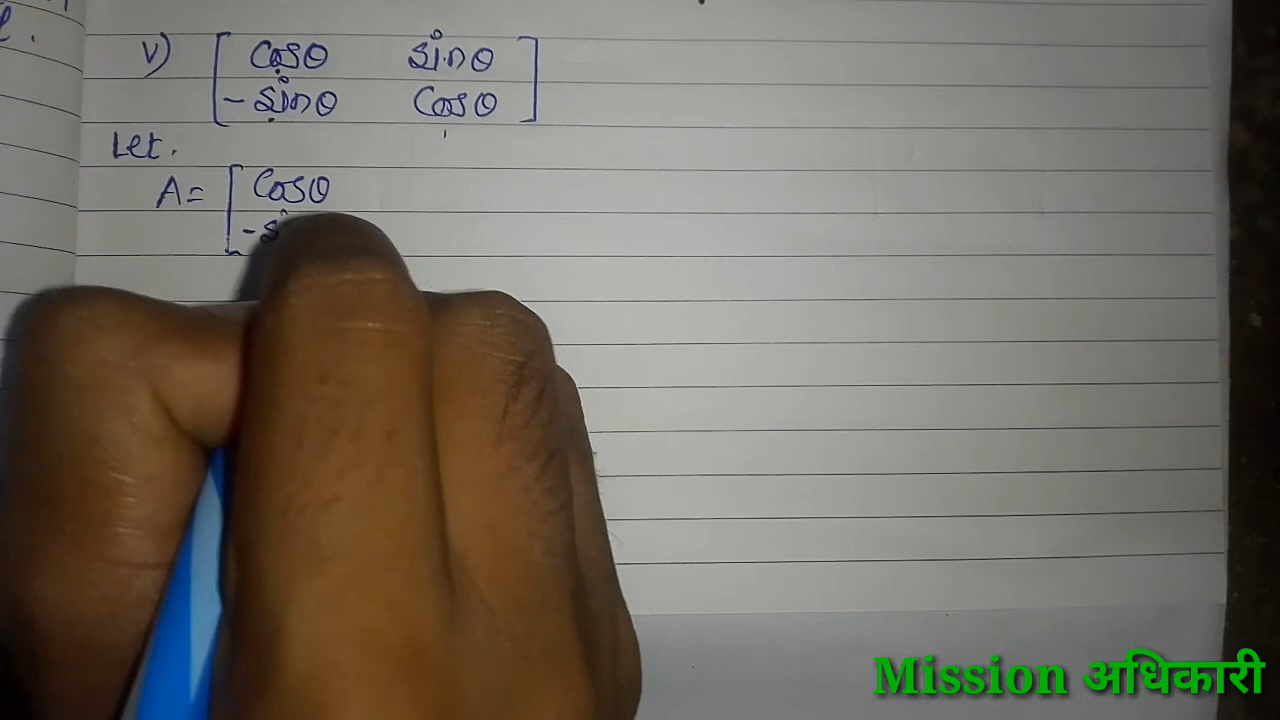 v) [ Cosθ sinθ
- sinθ Cosθ ]
Let.
A = [ Cosθ
Mission अधिकारी